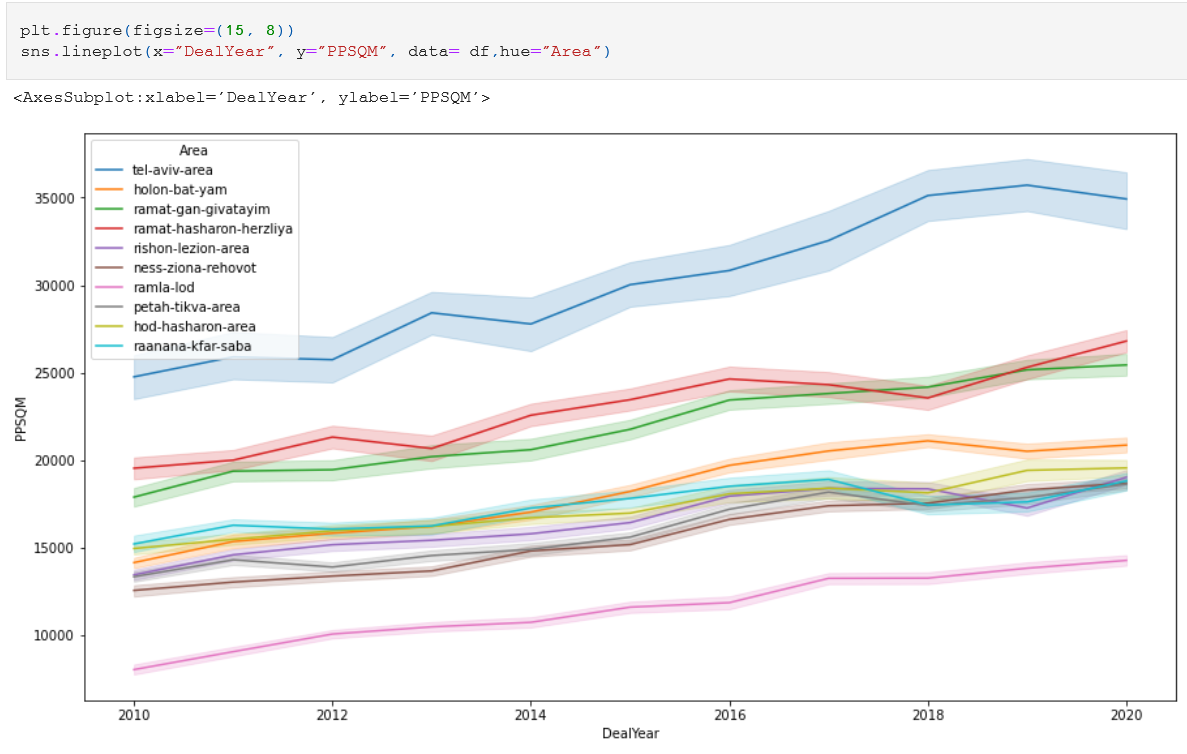 plt.figure(figsize=(15, 8))
sns.lineplot(x="DealYear", y="PPSQM", data= df,hue="Area")
<AxesSubplot:xlabel='DealYear', ylabel='PPSQM'>
Area
tel-aviv-area
holon-bat-yam
ramat-gan-givatayim
ramat-hasharon-herzliya
rishon-lezion-area
ness-ziona-rehovot
ramla-lod
petah-tikva-area
hod-hasharon-area
raanana-kfar-saba
35000
30000
25000
20000
15000
10000
PPSQM
2010 2012 2014 2016 2018 2020
DealYear